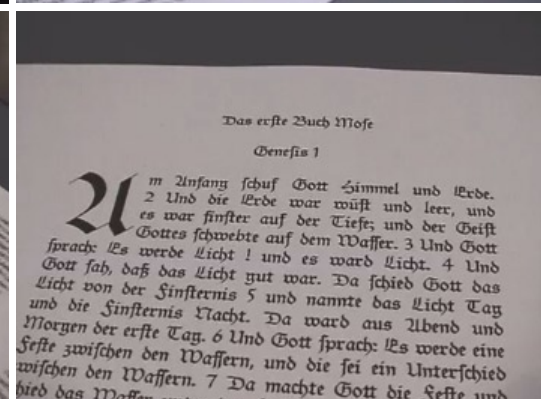 Das erste Buch Mose
Genesis 1
Am Anfang schuf Gott Himmel und Erde.
2 Und die Erde war wüst und leer, und
es war finster auf der Tiefe; und der Geist
Gottes schwebte auf dem Wasser. 3 Und Gott
sprach: Es werde Licht ! und es ward Licht. 4 Und
Gott sah, daß das Licht gut war. Da schied Gott das
Licht von der Finsternis 5 und nannte das Licht Tag
und die Finsternis Nacht. Da ward aus Abend und
Morgen der erste Tag. 6 Und Gott sprach: Es werde eine
Feste zwischen den Wassern, und die sei ein Unterschied
wischen den Wassern. 7 Da machte Gott die Feste und
hied das Wasser